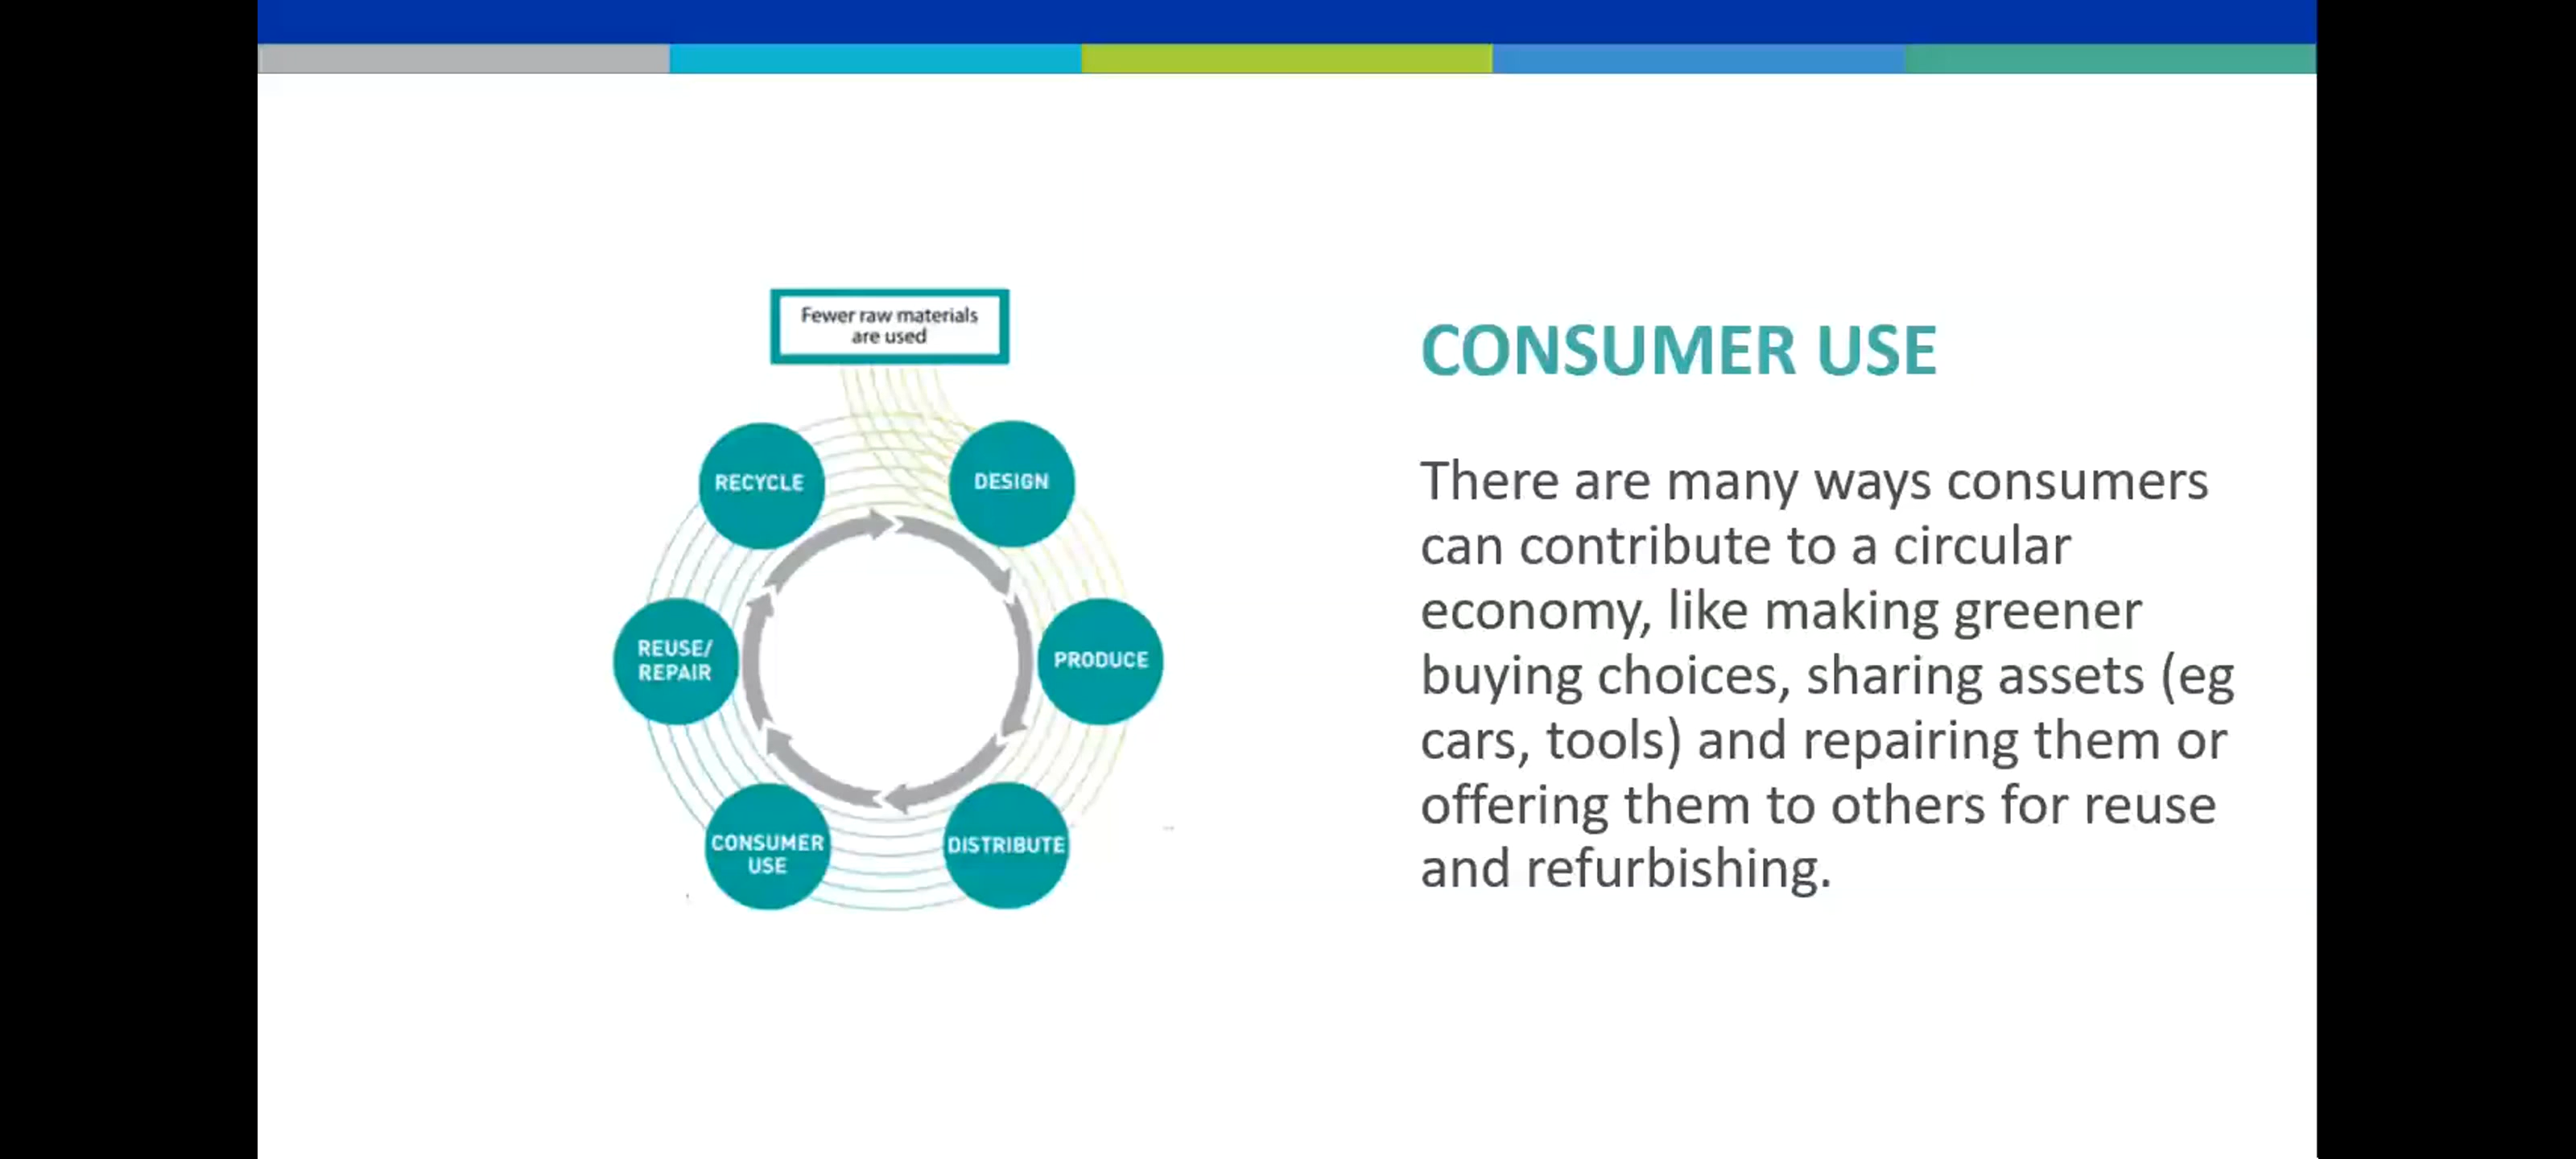 Fewer raw materials
are used
RECYCLE
DESIGN
REUSE/
REPAIR
PRODUCE
CONSUMER
USE
DISTRIBUTE
CONSUMER USE
There are many ways consumers
can contribute to a circular
economy, like making greener
buying choices, sharing assets (eg
cars, tools) and repairing them or
offering them to others for reuse
and refurbishing.